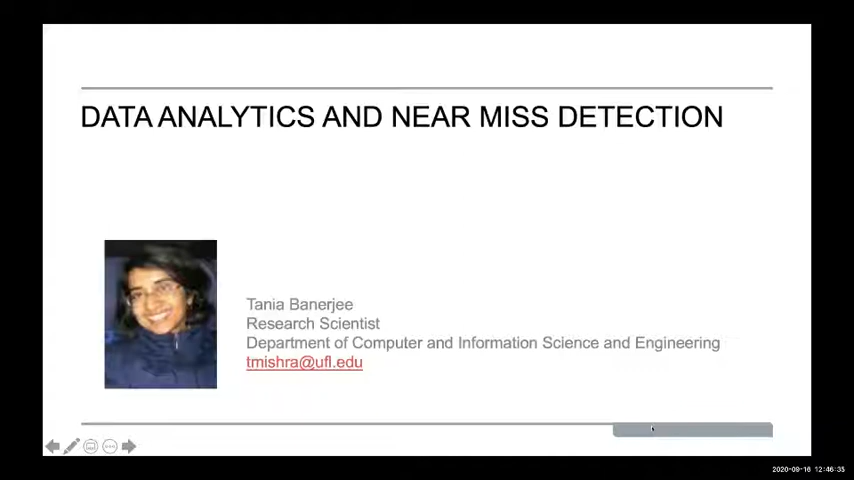 DATA ANALYTICS AND NEAR MISS DETECTION
Tania Banerjee
Research Scientist
Department of Computer and Information Science and Engineering
tmishra@ufl.edu
2020-09-16 12:46:35